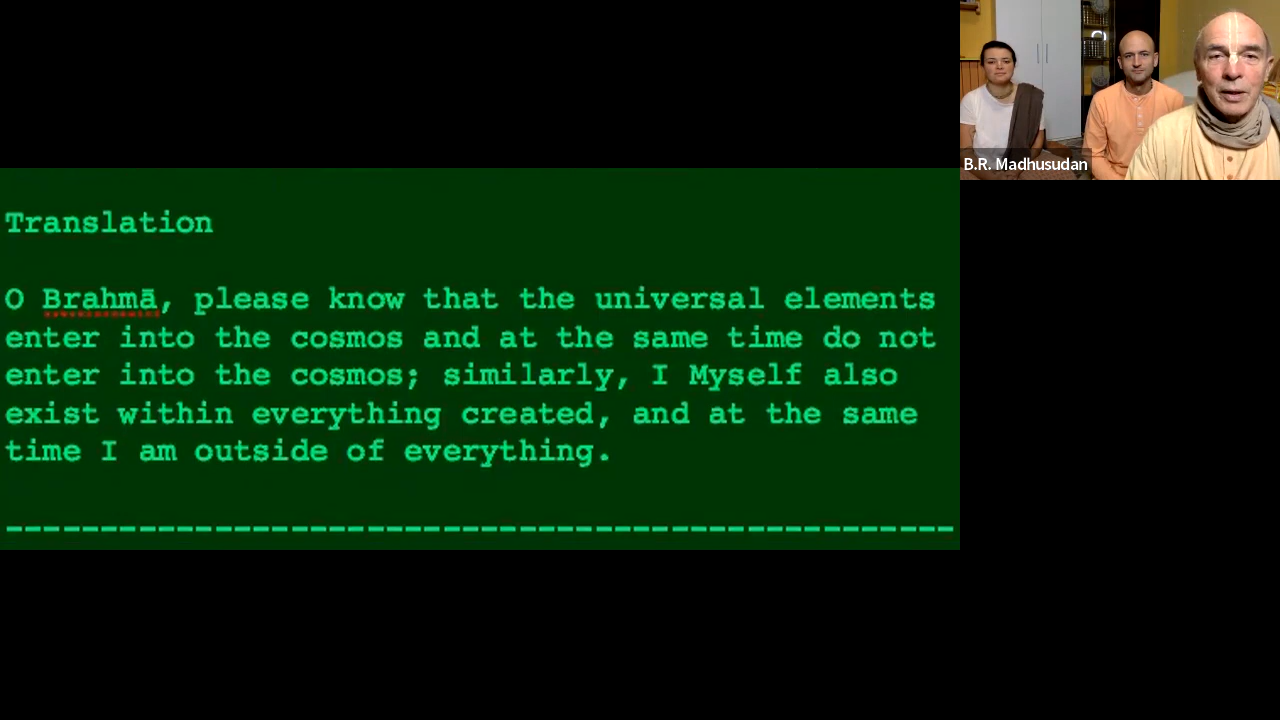 Translation
O Brahmā, please know that the universal elements
enter into the cosmos and at the same time do not
enter into the cosmos; similarly, I Myself also
exist within everything created, and at the same
time I am outside of everything.
--------------------------------------------------
B.R. Madhusudan